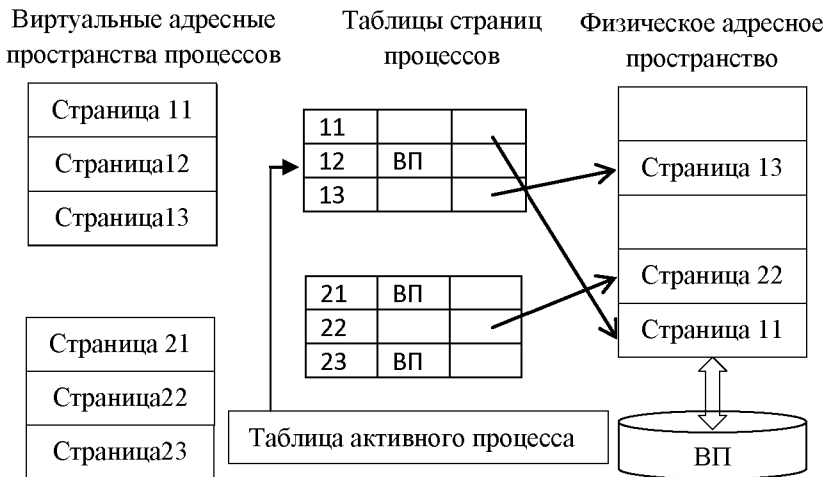 Виртуальные адресные
пространства процессов
Страница 11
Страница12
Страница13
Страница 21
Страница22
Страница23
Таблицы страниц
процессов
11
12 ВП
13
21 ВП
22
23 ВП
Таблица активного процесса
Физическое адресное
пространство
Страница 13
Страница 22
Страница 11
ВП